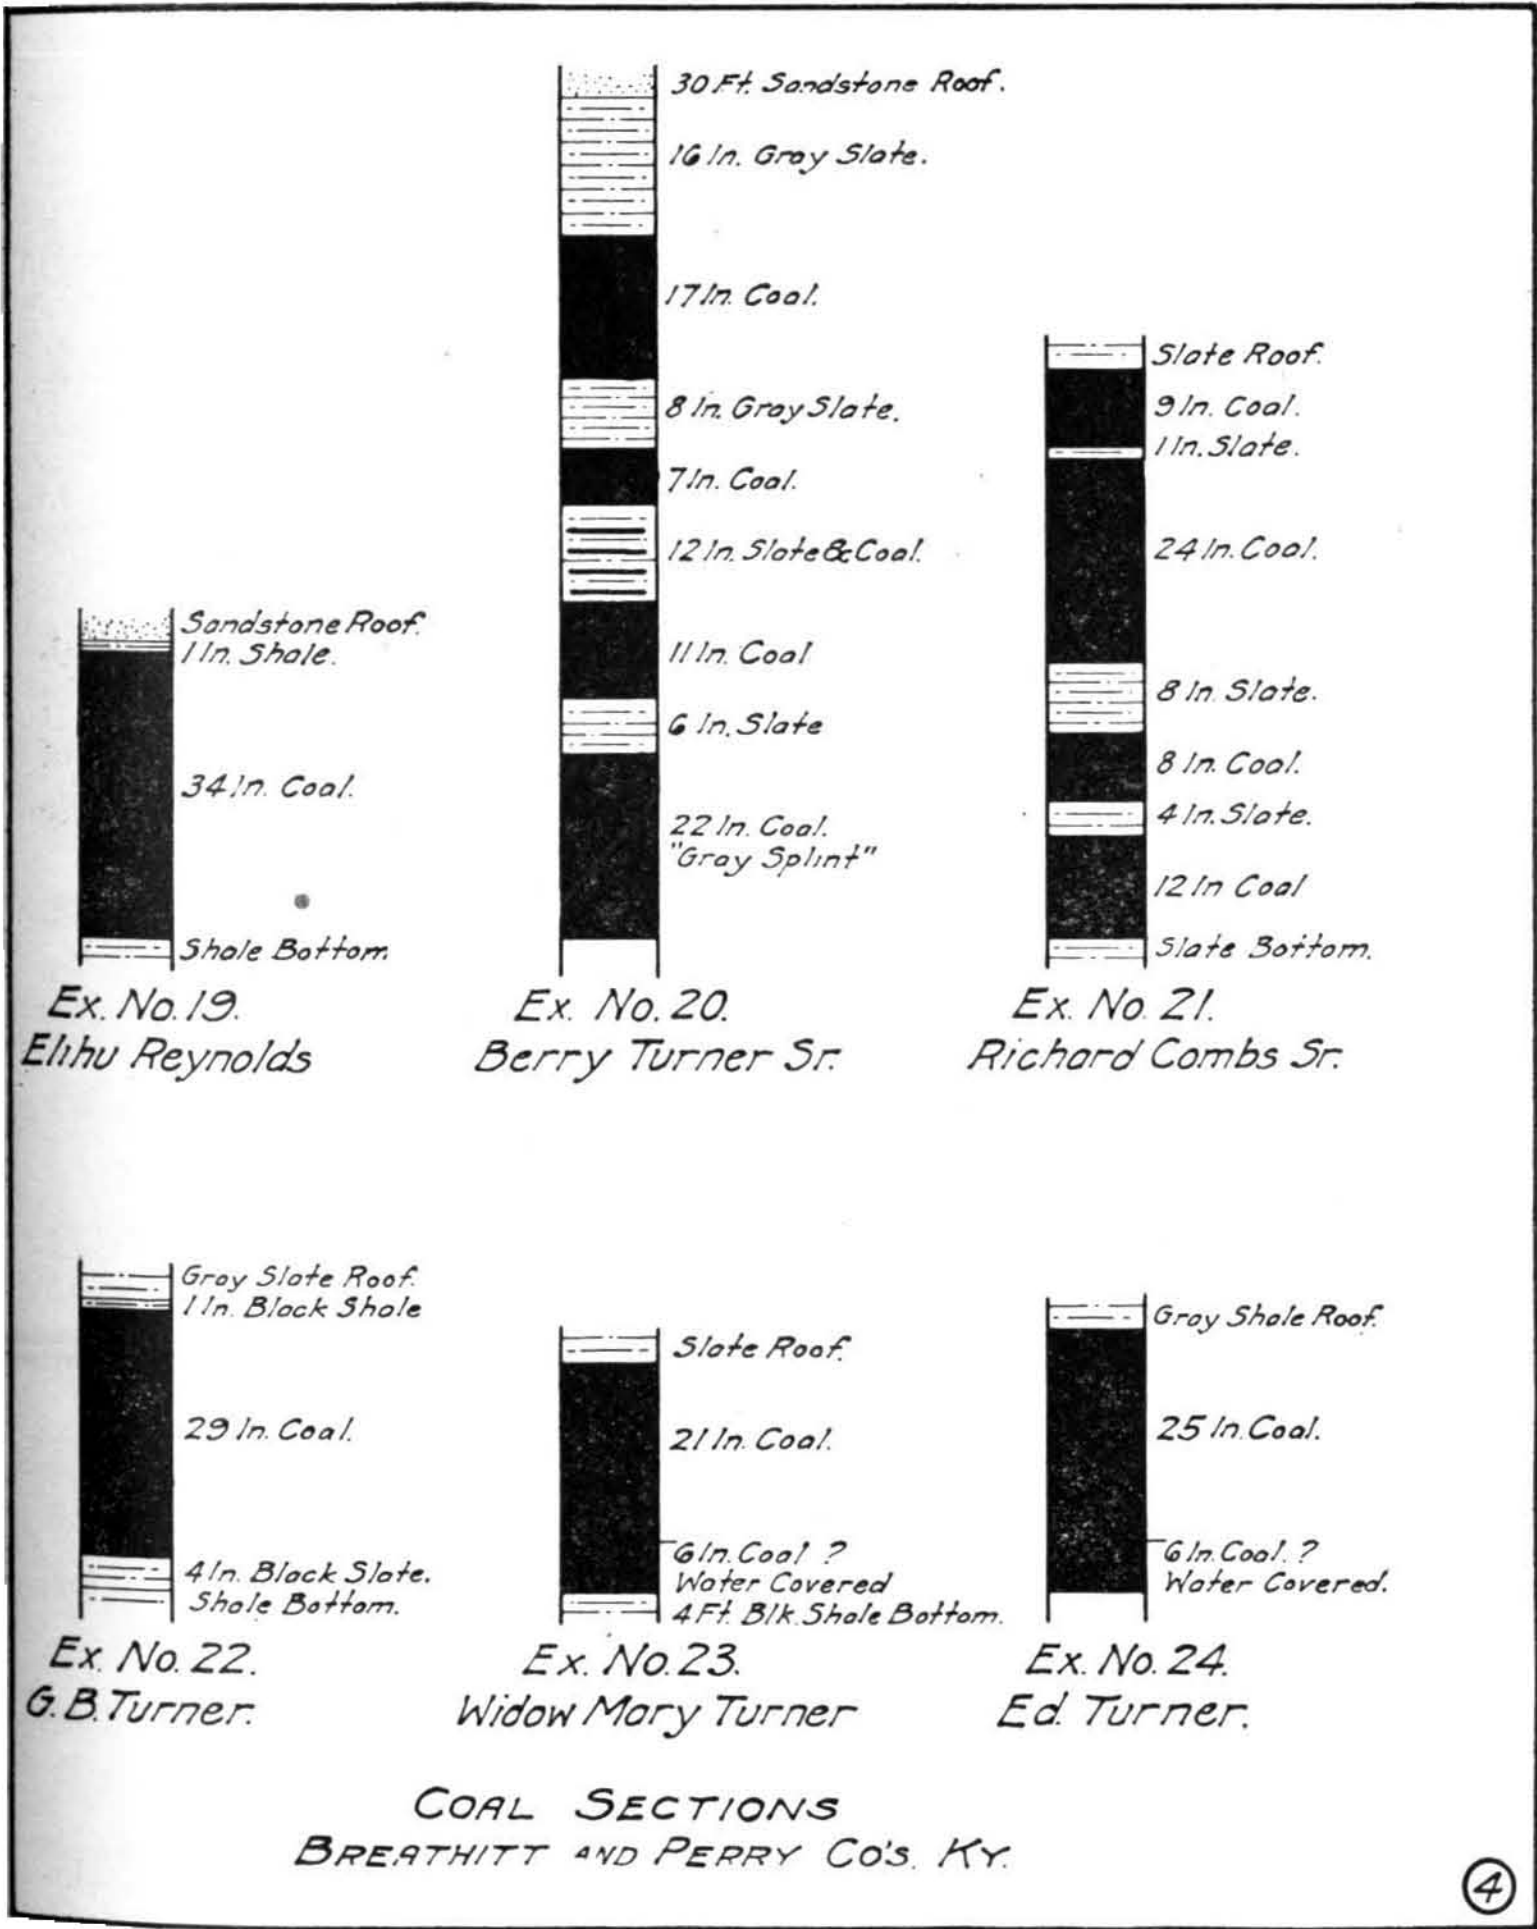 Sandstone Roof.
1 In. Shale.
34 In. Coal.
Shale Bottom.
Ex. No. 19.
Elihu Reynolds
30 Ft. Sandstone Roof.
16 In. Gray Slate.
17 In. Coal.
8 In. Gray Slate.
7 In. Coal.
12 In. Slate & Coal.
11 In. Coal
6 In. Slate
22 In. Coal.
"Gray Splint"
Ex. No. 20.
Berry Turner Sr.
Slate Roof.
9 In. Coal.
1 In. Slate.
24 In. Coal.
8 In. Slate.
8 In. Coal.
4 In. Slate.
12 In Coal
Slate Bottom.
Ex. No. 21.
Richard Combs Sr.
Gray Slate Roof.
1 In. Black Shale
29 In. Coal.
4 In. Black Slate.
Shale Bottom.
Ex. No. 22.
G. B. Turner.
Slate Roof.
21 In. Coal.
6 In. Coal ?
Water Covered
4 Ft. Blk. Shale Bottom.
Ex. No. 23.
Widow Mary Turner
Gray Shale Roof.
25 In. Coal.
6 In. Coal. ?
Water Covered.
Ex. No. 24.
Ed. Turner.
COAL SECTIONS
BREATHITT AND PERRY CO'S. KY.
4